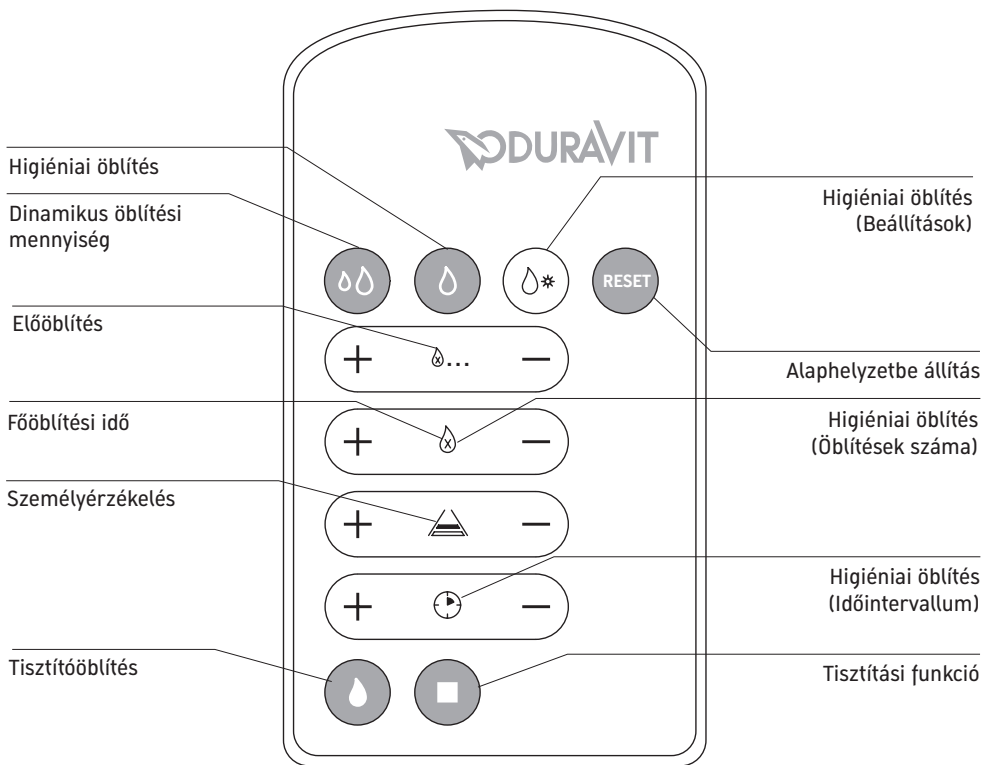 DURAVIT
Higiéniai öblítés
Dinamikus öblítési
mennyiség
Higiéniai öblítés
(Beállítások)
RESET
Előöblítés
+ x... −
Alaphelyzetbe állítás
Főöblítési idő
+ x −
Higiéniai öblítés
(Öblítések száma)
Személyérzékelés
+ −
Higiéniai öblítés
(Időintervallum)
+ −
Tisztítóöblítés
Tisztítási funkció